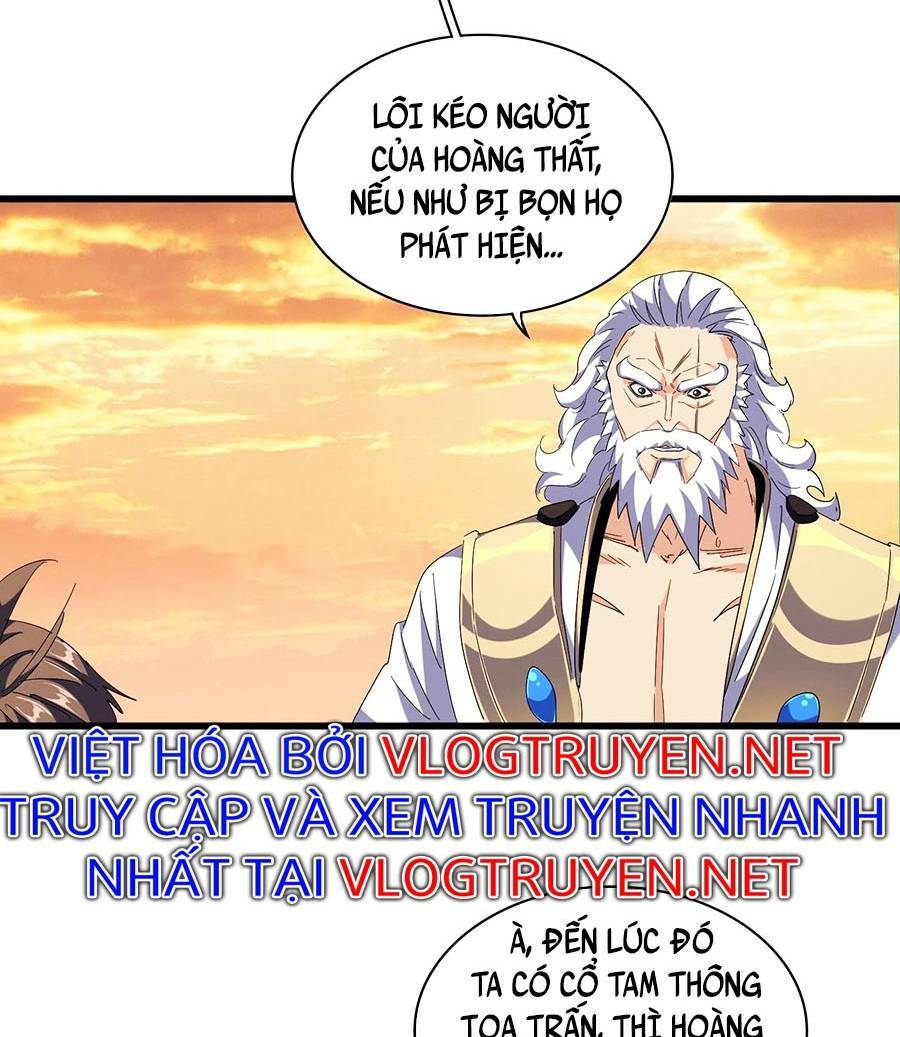 LÔI KÉO NGƯỜI
CỦA HOÀNG THẤT,
NẾU NHƯ BỊ BỌN HỌ
PHÁT HIỆN...
VIỆT HÓA BỞI VLOGTRUYEN.NET
TRUY CẬP VÀ XEM TRUYỆN NHANH
NHẤT TẠI VLOGTRUYEN.NET
À, ĐẾN LÚC ĐÓ
TA CÓ CỔ TAM THÔNG
TỌA TRẤN, THÌ HOÀNG